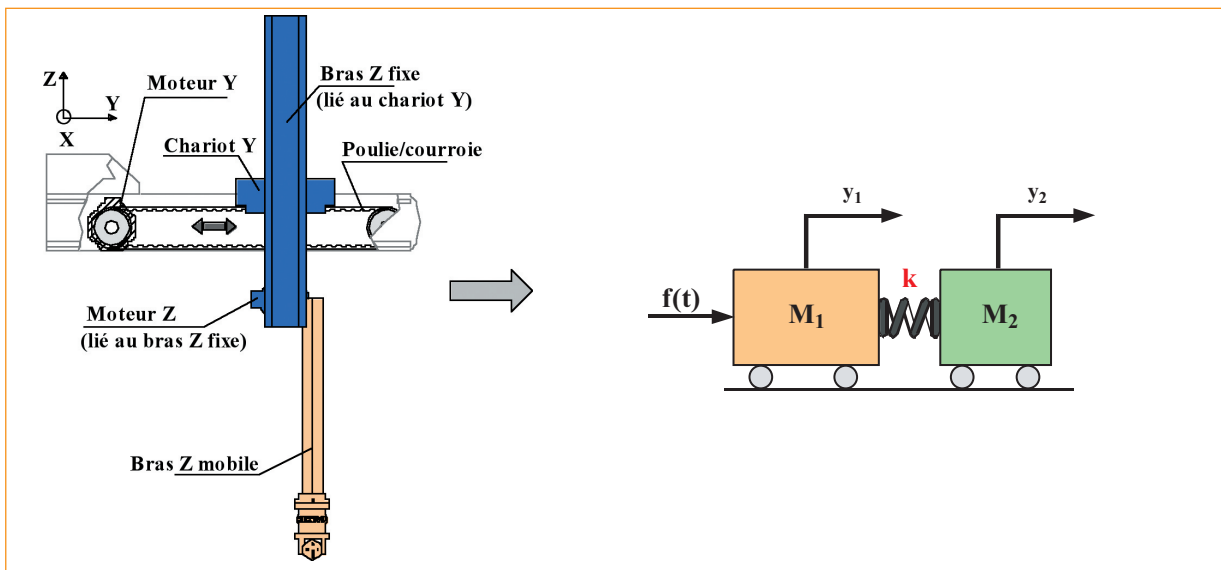 Z
Y
X
Moteur Y
Bras Z fixe
(lié au chariot Y)
Chariot Y
Poulie/courroie
Moteur Z
(lié au bras Z fixe)
Bras Z mobile
y₁
y₂
k
f(t)
M₁
M₂